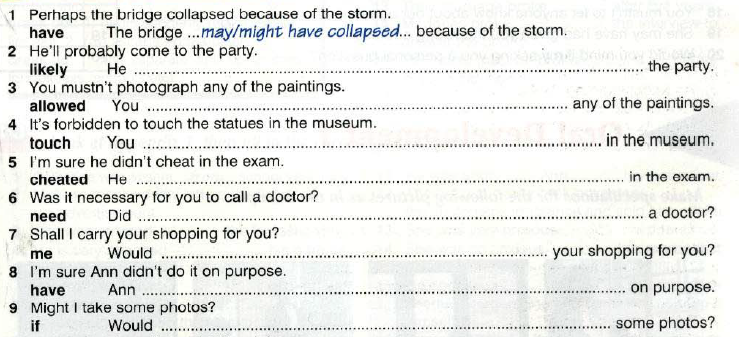 1 Perhaps the bridge collapsed because of the storm.
have The bridge ...may/might have collapsed... because of the storm.
2 He'll probably come to the party.
likely He ........................................ the party.
3 You mustn't photograph any of the paintings.
allowed You ........................................ any of the paintings.
4 It's forbidden to touch the statues in the museum.
touch You ........................................ in the museum.
5 I'm sure he didn't cheat in the exam.
cheated He ........................................ in the exam.
6 Was it necessary for you to call a doctor?
need Did ........................................ a doctor?
7 Shall I carry your shopping for you?
me Would ........................................ your shopping for you?
8 I'm sure Ann didn't do it on purpose.
have Ann ........................................ on purpose.
9 Might I take some photos?
if Would ........................................ some photos?